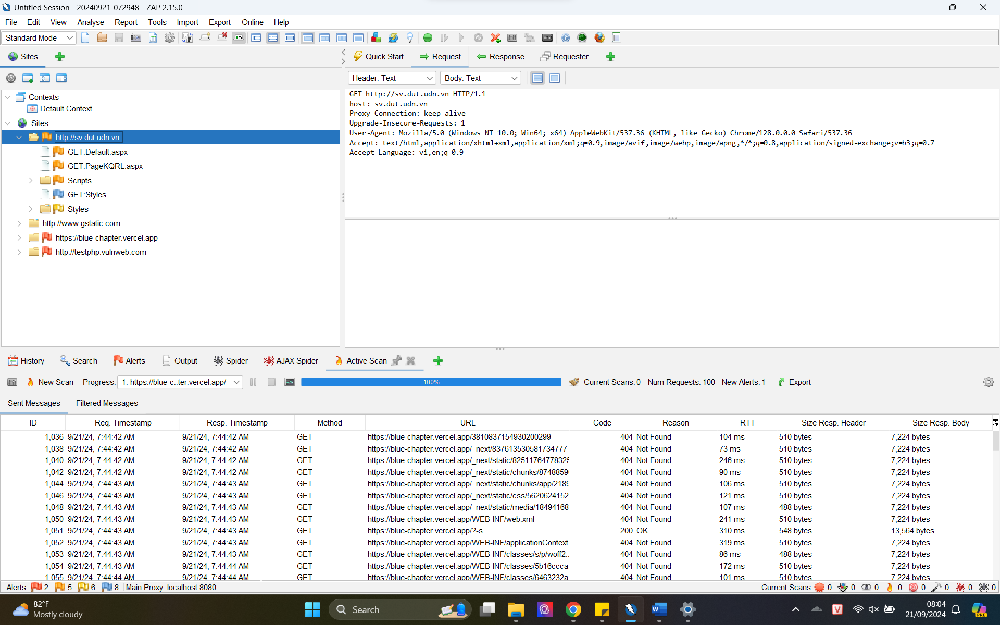 Untitled Session - 20240921-072948 - ZAP 2.15.0
File Edit View Analyse Report Tools Import Export Online Help
Standard Mode
Sites
Quick Start Request Response Requester
Header: Text Body: Text
Contexts
Default Context
Sites
http://sv.dut.udn.vn
GET:Default.aspx
GET:PageKQRL.aspx
Scripts
GET:Styles
Styles
http://www.gstatic.com
https://blue-chapter.vercel.app
http://testphp.vulnweb.com
GET http://sv.dut.udn.vn HTTP/1.1
host: sv.dut.udn.vn
Proxy-Connection: keep-alive
Upgrade-Insecure-Requests: 1
User-Agent: Mozilla/5.0 (Windows NT 10.0; Win64; x64) AppleWebKit/537.36 (KHTML, like Gecko) Chrome/128.0.0.0 Safari/537.36
Accept: text/html,application/xhtml+xml,application/xml;q=0.9,image/avif,image/webp,image/apng,*/*;q=0.8,application/signed-exchange;v=b3;q=0.7
Accept-Language: vi,en;q=0.9
History Search Alerts Output Spider AJAX Spider Active Scan
New Scan Progress: 1: https://blue-c..ter.vercel.app/ 100% Current Scans: 0 Num Requests: 100 New Alerts: 1 Export
Sent Messages Filtered Messages
ID Req. Timestamp Resp. Timestamp Method URL Code Reason RTT Size Resp. Header Size Resp. Body
1,036 9/21/24, 7:44:42 AM 9/21/24, 7:44:42 AM GET https://blue-chapter.vercel.app/3810837154930200299 404 Not Found 104 ms 510 bytes 7,224 bytes
1,038 9/21/24, 7:44:42 AM 9/21/24, 7:44:42 AM GET https://blue-chapter.vercel.app/_next/837613530581734777 404 Not Found 73 ms 510 bytes 7,224 bytes
1,040 9/21/24, 7:44:42 AM 9/21/24, 7:44:42 AM GET https://blue-chapter.vercel.app/_next/static/82511764778325 404 Not Found 246 ms 510 bytes 7,224 bytes
1,042 9/21/24, 7:44:42 AM 9/21/24, 7:44:42 AM GET https://blue-chapter.vercel.app/_next/static/chunks/8748859 404 Not Found 90 ms 510 bytes 7,224 bytes
1,044 9/21/24, 7:44:43 AM 9/21/24, 7:44:43 AM GET https://blue-chapter.vercel.app/_next/static/chunks/app/2189 404 Not Found 106 ms 510 bytes 7,224 bytes
1,046 9/21/24, 7:44:43 AM 9/21/24, 7:44:43 AM GET https://blue-chapter.vercel.app/_next/static/css/5620624152 404 Not Found 121 ms 510 bytes 7,224 bytes
1,048 9/21/24, 7:44:43 AM 9/21/24, 7:44:43 AM GET https://blue-chapter.vercel.app/_next/static/media/18494168 404 Not Found 107 ms 488 bytes 7,224 bytes
1,050 9/21/24, 7:44:43 AM 9/21/24, 7:44:43 AM GET https://blue-chapter.vercel.app/WEB-INF/web.xml 404 Not Found 241 ms 510 bytes 7,224 bytes
1,051 9/21/24, 7:44:43 AM 9/21/24, 7:44:43 AM GET https://blue-chapter.vercel.app/?-s 200 OK 310 ms 548 bytes 13,564 bytes
1,052 9/21/24, 7:44:43 AM 9/21/24, 7:44:43 AM GET https://blue-chapter.vercel.app/WEB-INF/applicationContext. 404 Not Found 319 ms 510 bytes 7,224 bytes
1,053 9/21/24, 7:44:43 AM 9/21/24, 7:44:43 AM GET https://blue-chapter.vercel.app/WEB-INF/classes/s/p/woff2.. 404 Not Found 86 ms 488 bytes 7,224 bytes
1,054 9/21/24, 7:44:43 AM 9/21/24, 7:44:44 AM GET https://blue-chapter.vercel.app/WEB-INF/classes/5b16ccca. 404 Not Found 172 ms 510 bytes 7,224 bytes
1,055 9/21/24, 7:44:44 AM 9/21/24, 7:44:44 AM GET https://blue-chapter.vercel.app/WEB-INF/classes/6463232a 404 Not Found 101 ms 510 bytes 7,224 bytes
Alerts 2 5 6 8 Main Proxy: localhost:8080 Current Scans 0 0 0 0 0 0 0 0
82°F
Mostly cloudy
Search
V
PRE
08:04
21/09/2024